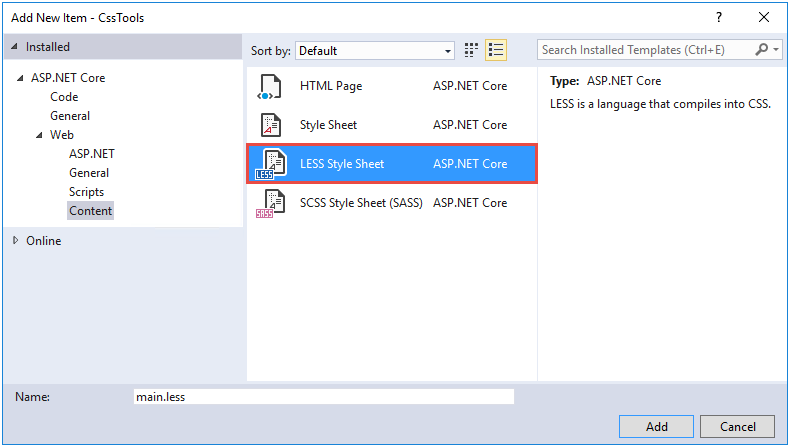 Add New Item - CssTools
?
Installed
ASP.NET Core
Code
General
Web
ASP.NET
General
Scripts
Content
Online
Sort by: Default
HTML Page ASP.NET Core
Style Sheet ASP.NET Core
LESS LESS Style Sheet ASP.NET Core
SASS SCSS Style Sheet (SASS) ASP.NET Core
Search Installed Templates (Ctrl+E)
Type: ASP.NET Core
LESS is a language that compiles into CSS.
Name: main.less
Add Cancel